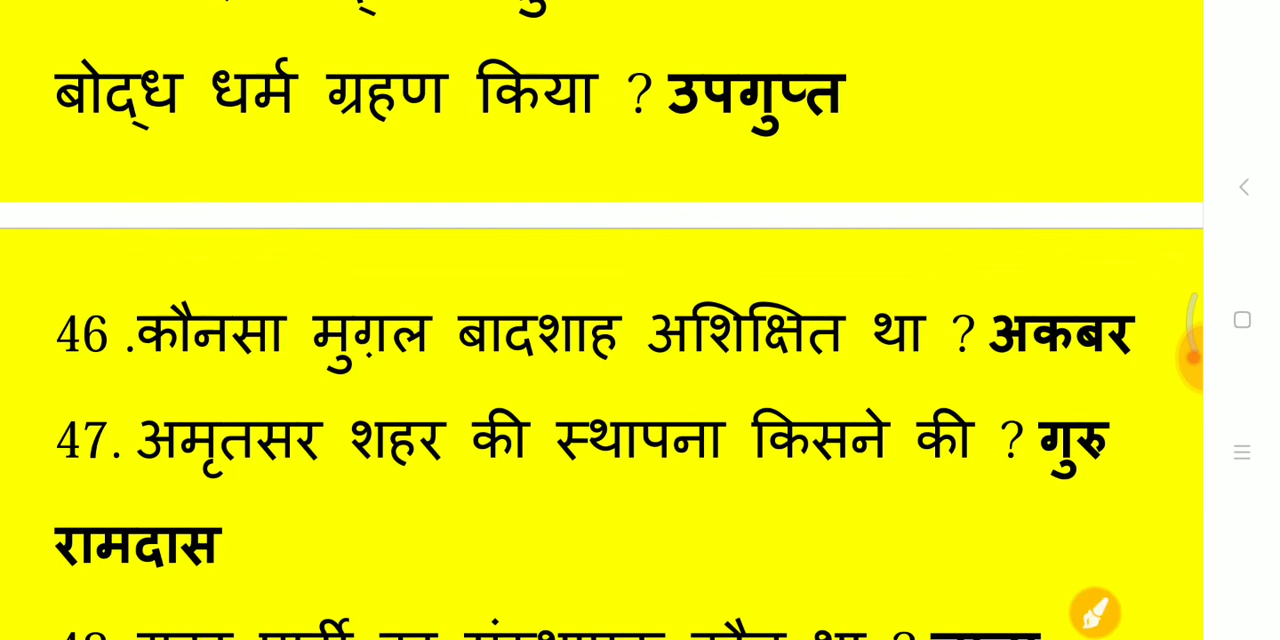 बोद्ध धर्म ग्रहण किया ? उपगुप्त
46 .कौनसा मुग़ल बादशाह अशिक्षित था ? अकबर
47. अमृतसर शहर की स्थापना किसने की ? गुरु
रामदास